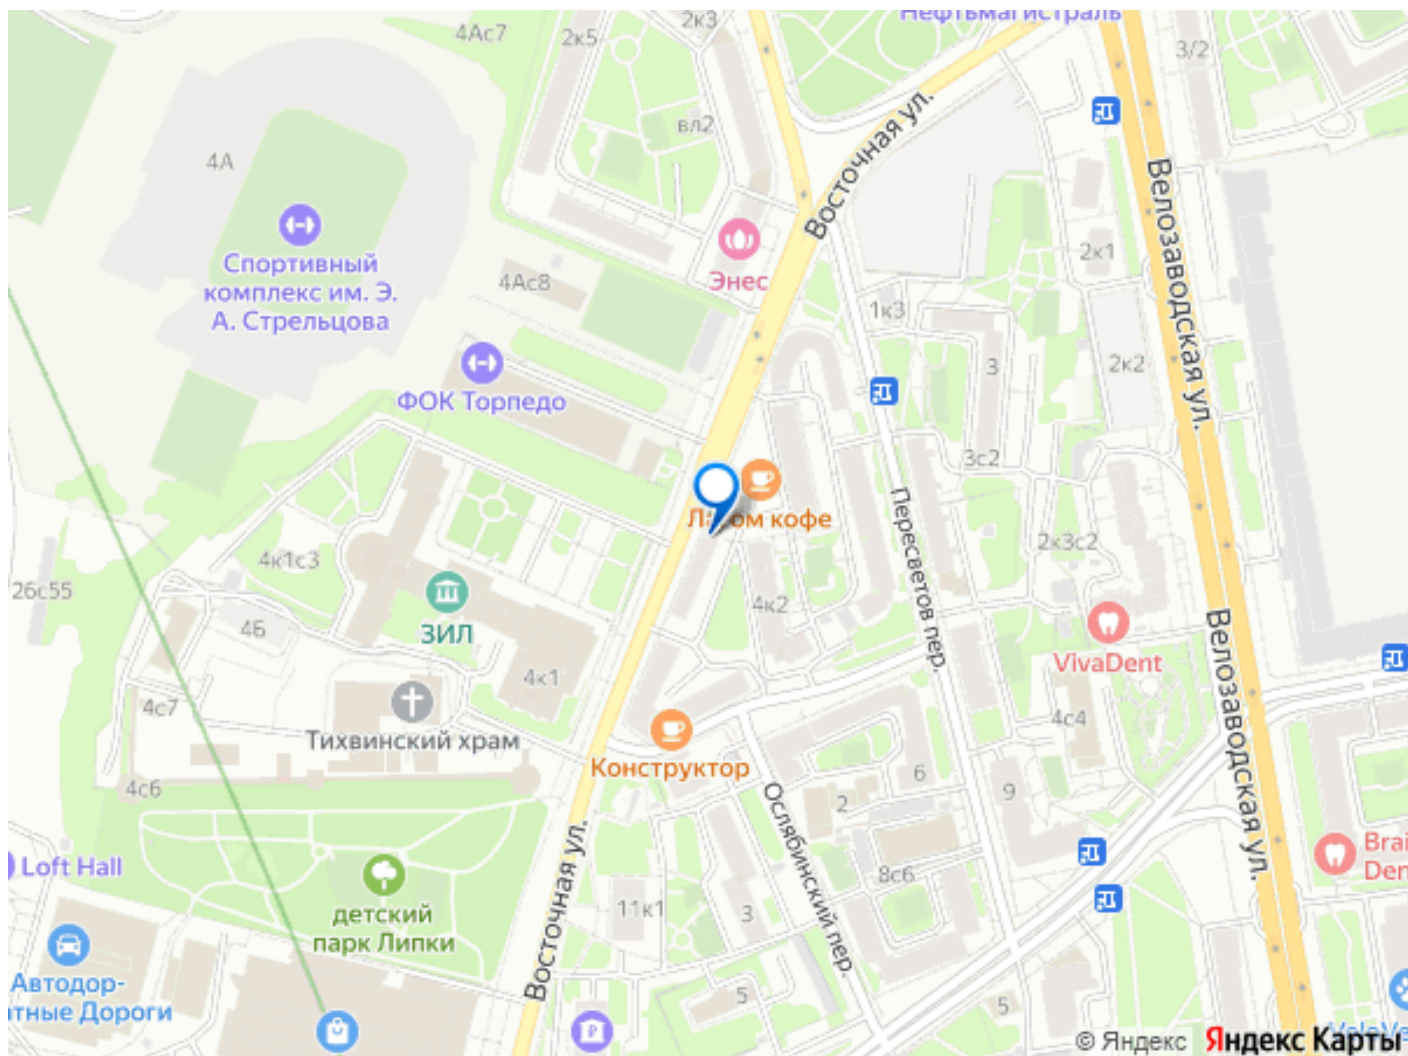 Нефтьмагистраль
4Ас7
2к5
2к3
3/2
вл2
4А
Восточная ул.
Велозаводская ул.
Спортивный
комплекс им. Э.
А. Стрельцова
Энес
4Ас8
2к1
1к3
ФОК Торпедо
3
2к2
3с2
кофе
Пересветов пер.
4к1с3
2к3с2
26с55
ЗИЛ
4Б
4к2
VivaDent
4к1
4с7
Тихвинский храм
Велозаводская ул.
4с4
Конструктор
4с6
6
2
9
Ослябинский пер.
Loft Hall
Восточная ул.
8с6
Brai
Den
детский
парк Липки
11к1
3
Автодор-
атные Дороги
5
5
© Яндекс Яндекс Карты